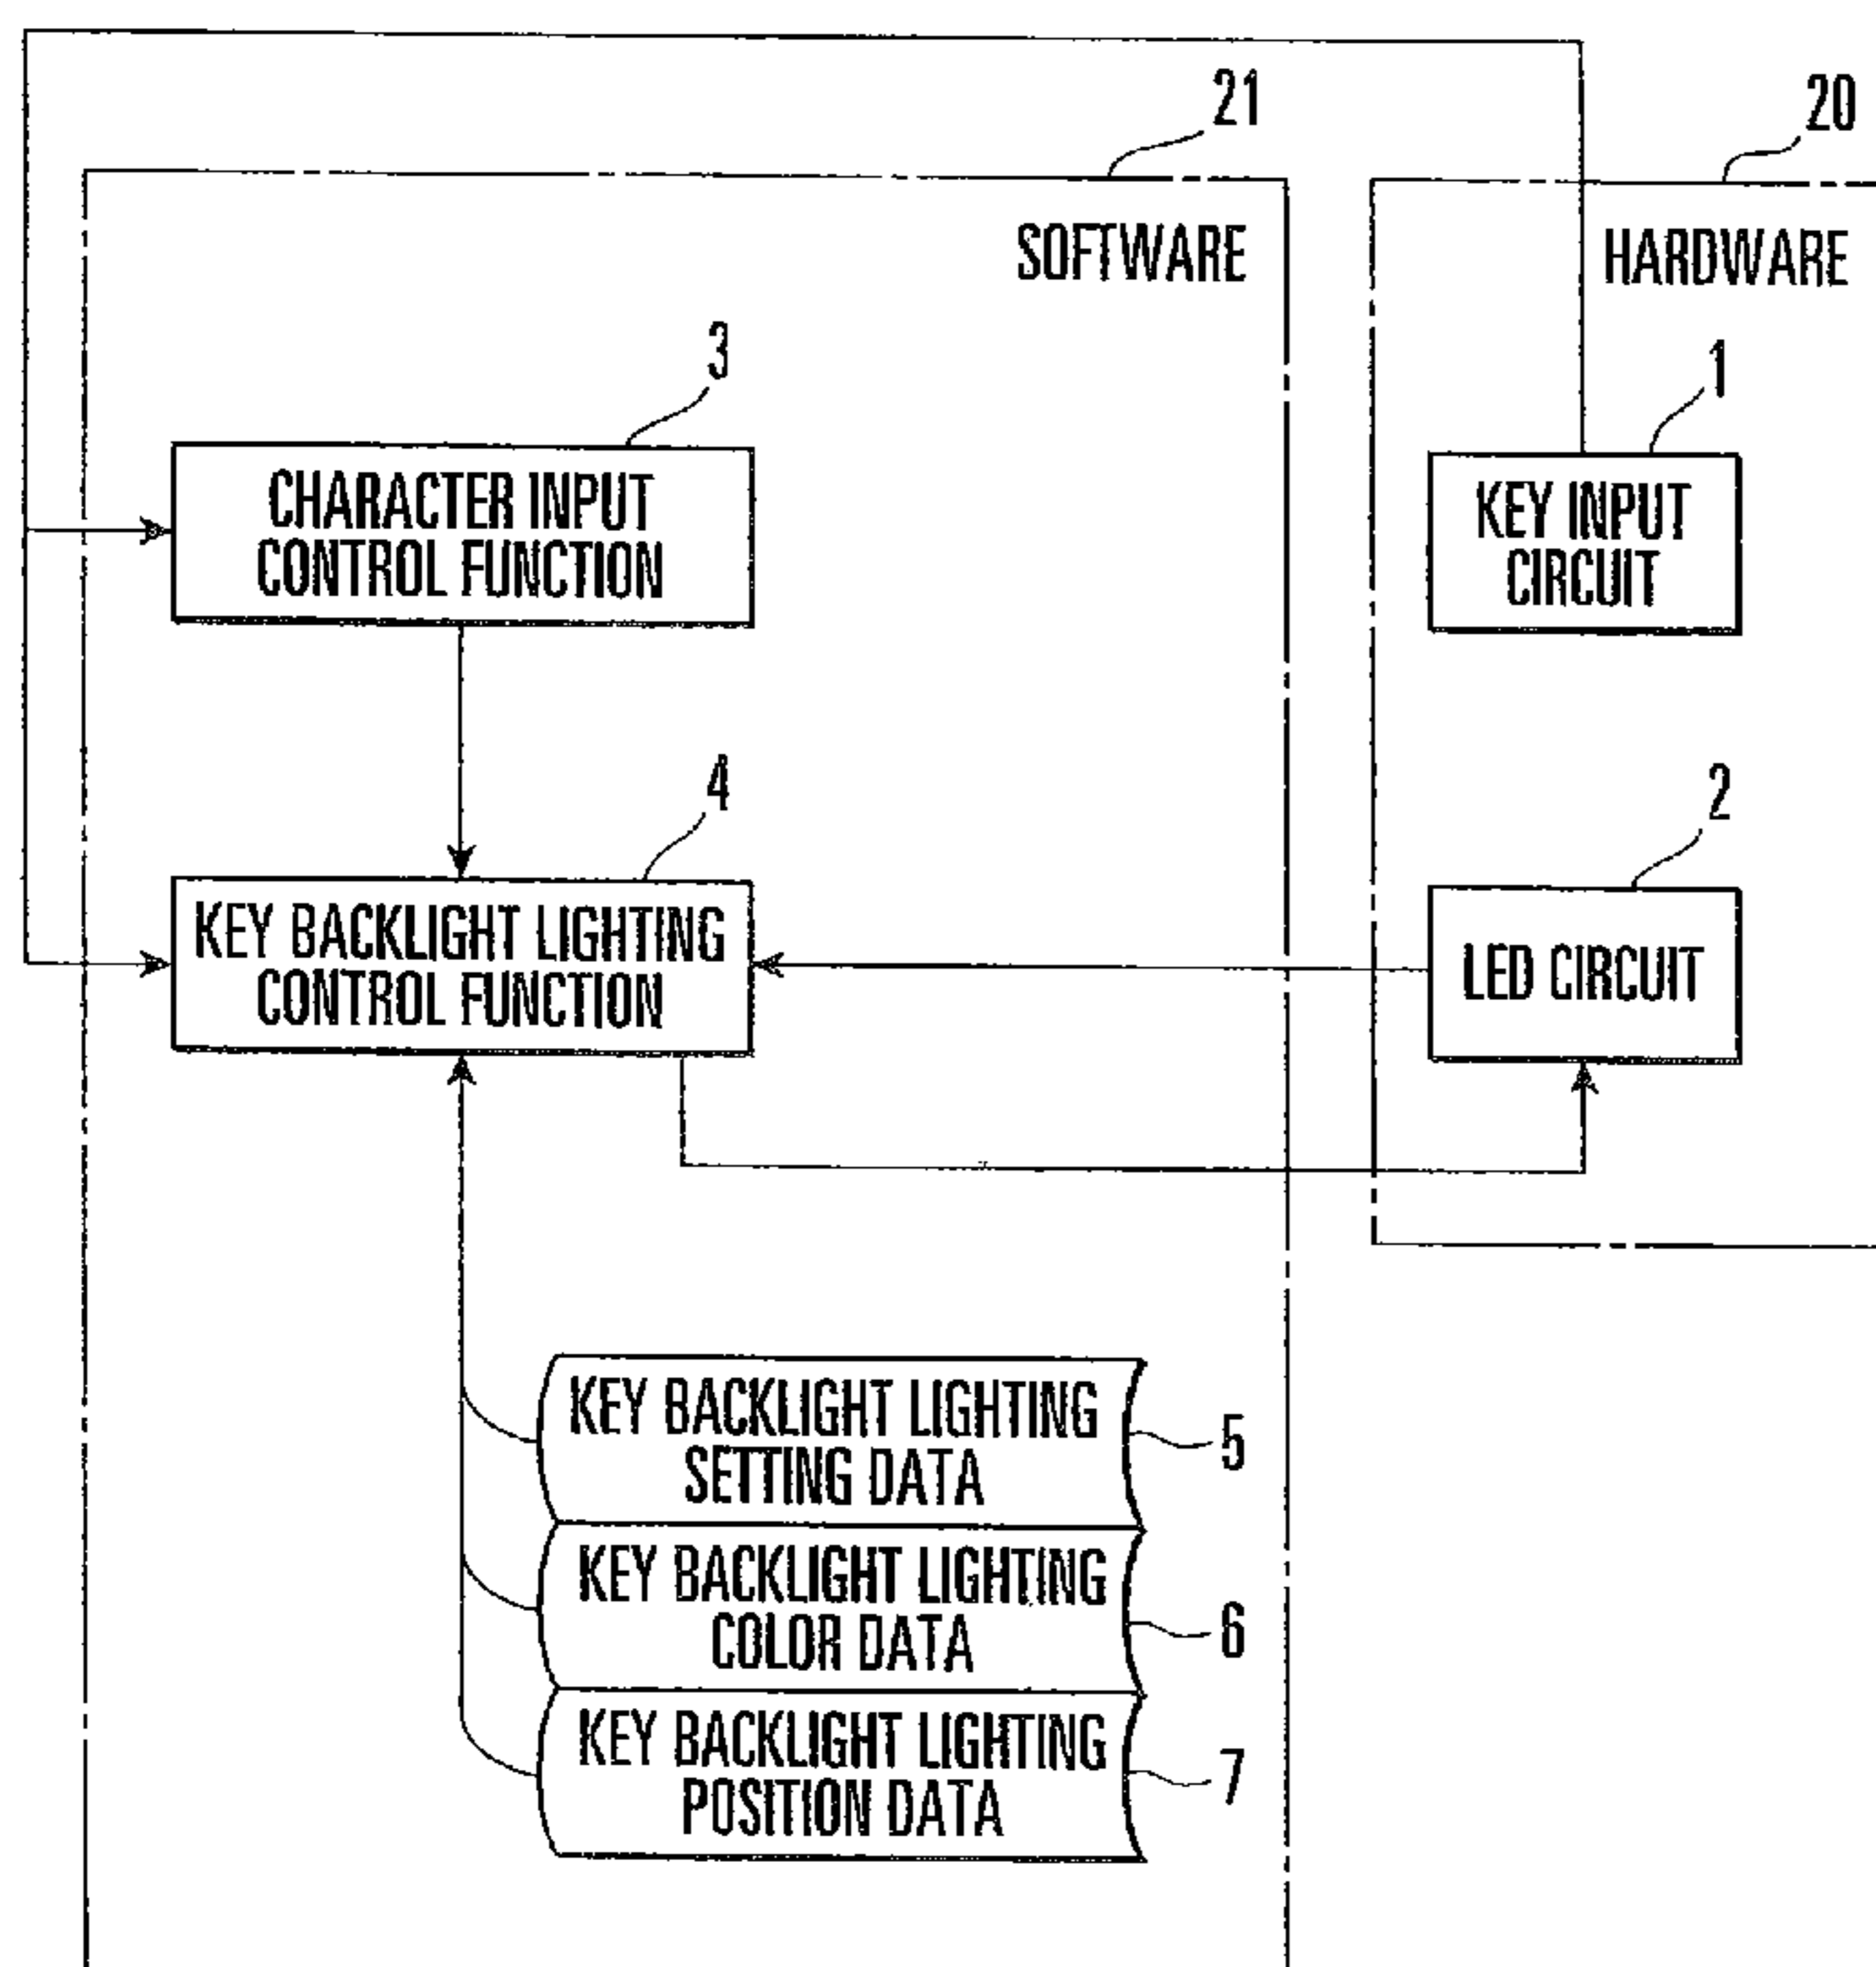 21
20
SOFTWARE
HARDWARE
3
1
CHARACTER INPUT
CONTROL FUNCTION
KEY INPUT
CIRCUIT
4
2
KEY BACKLIGHT LIGHTING
CONTROL FUNCTION
LED CIRCUIT
KEY BACKLIGHT LIGHTING
SETTING DATA
5
KEY BACKLIGHT LIGHTING
COLOR DATA
6
KEY BACKLIGHT LIGHTING
POSITION DATA
7